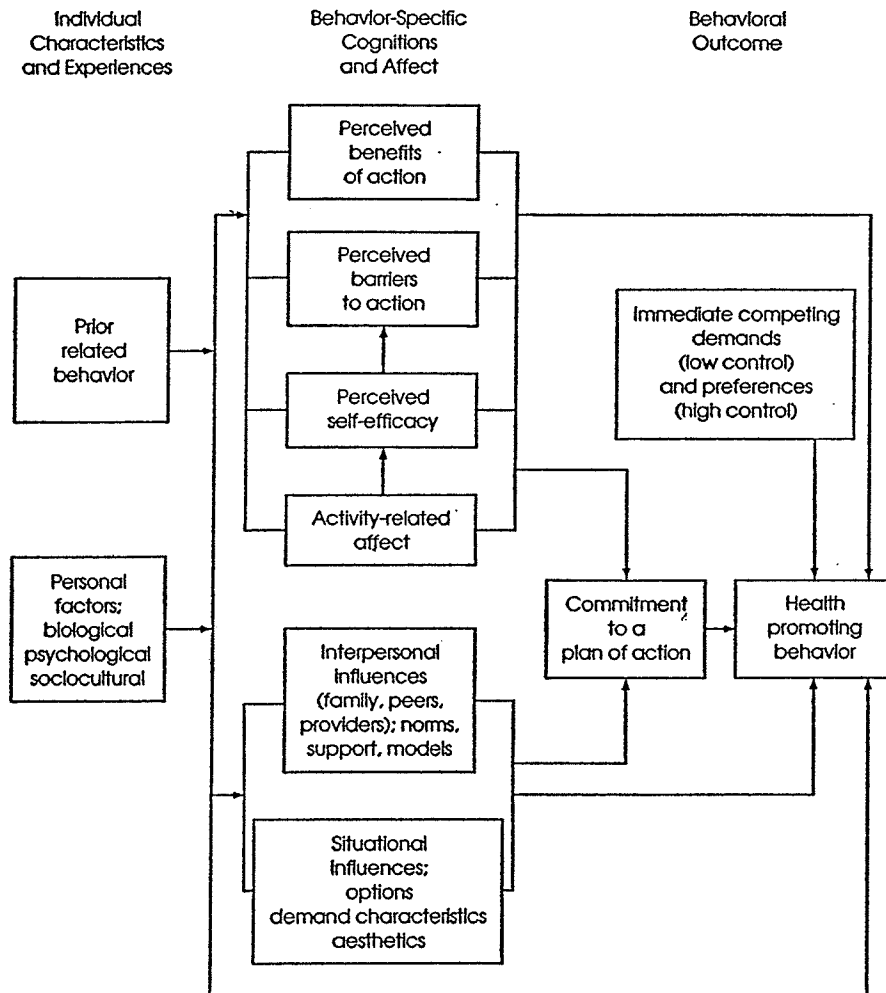 Individual
Characteristics
and Experiences
Behavior-Specific
Cognitions
and Affect
Behavioral
Outcome
Perceived
benefits
of action
Perceived
barriers
to action
Perceived
self-efficacy
Activity-related
affect
Prior
related
behavior
Personal
factors;
biological
psychological
sociocultural
Interpersonal
Influences
(family, peers,
providers); norms,
support, models
Situational
Influences;
options
demand characteristics
aesthetics
Immediate competing
demands
(low control)
and preferences
(high control)
Commitment
to a
plan of action
Health
promoting
behavior